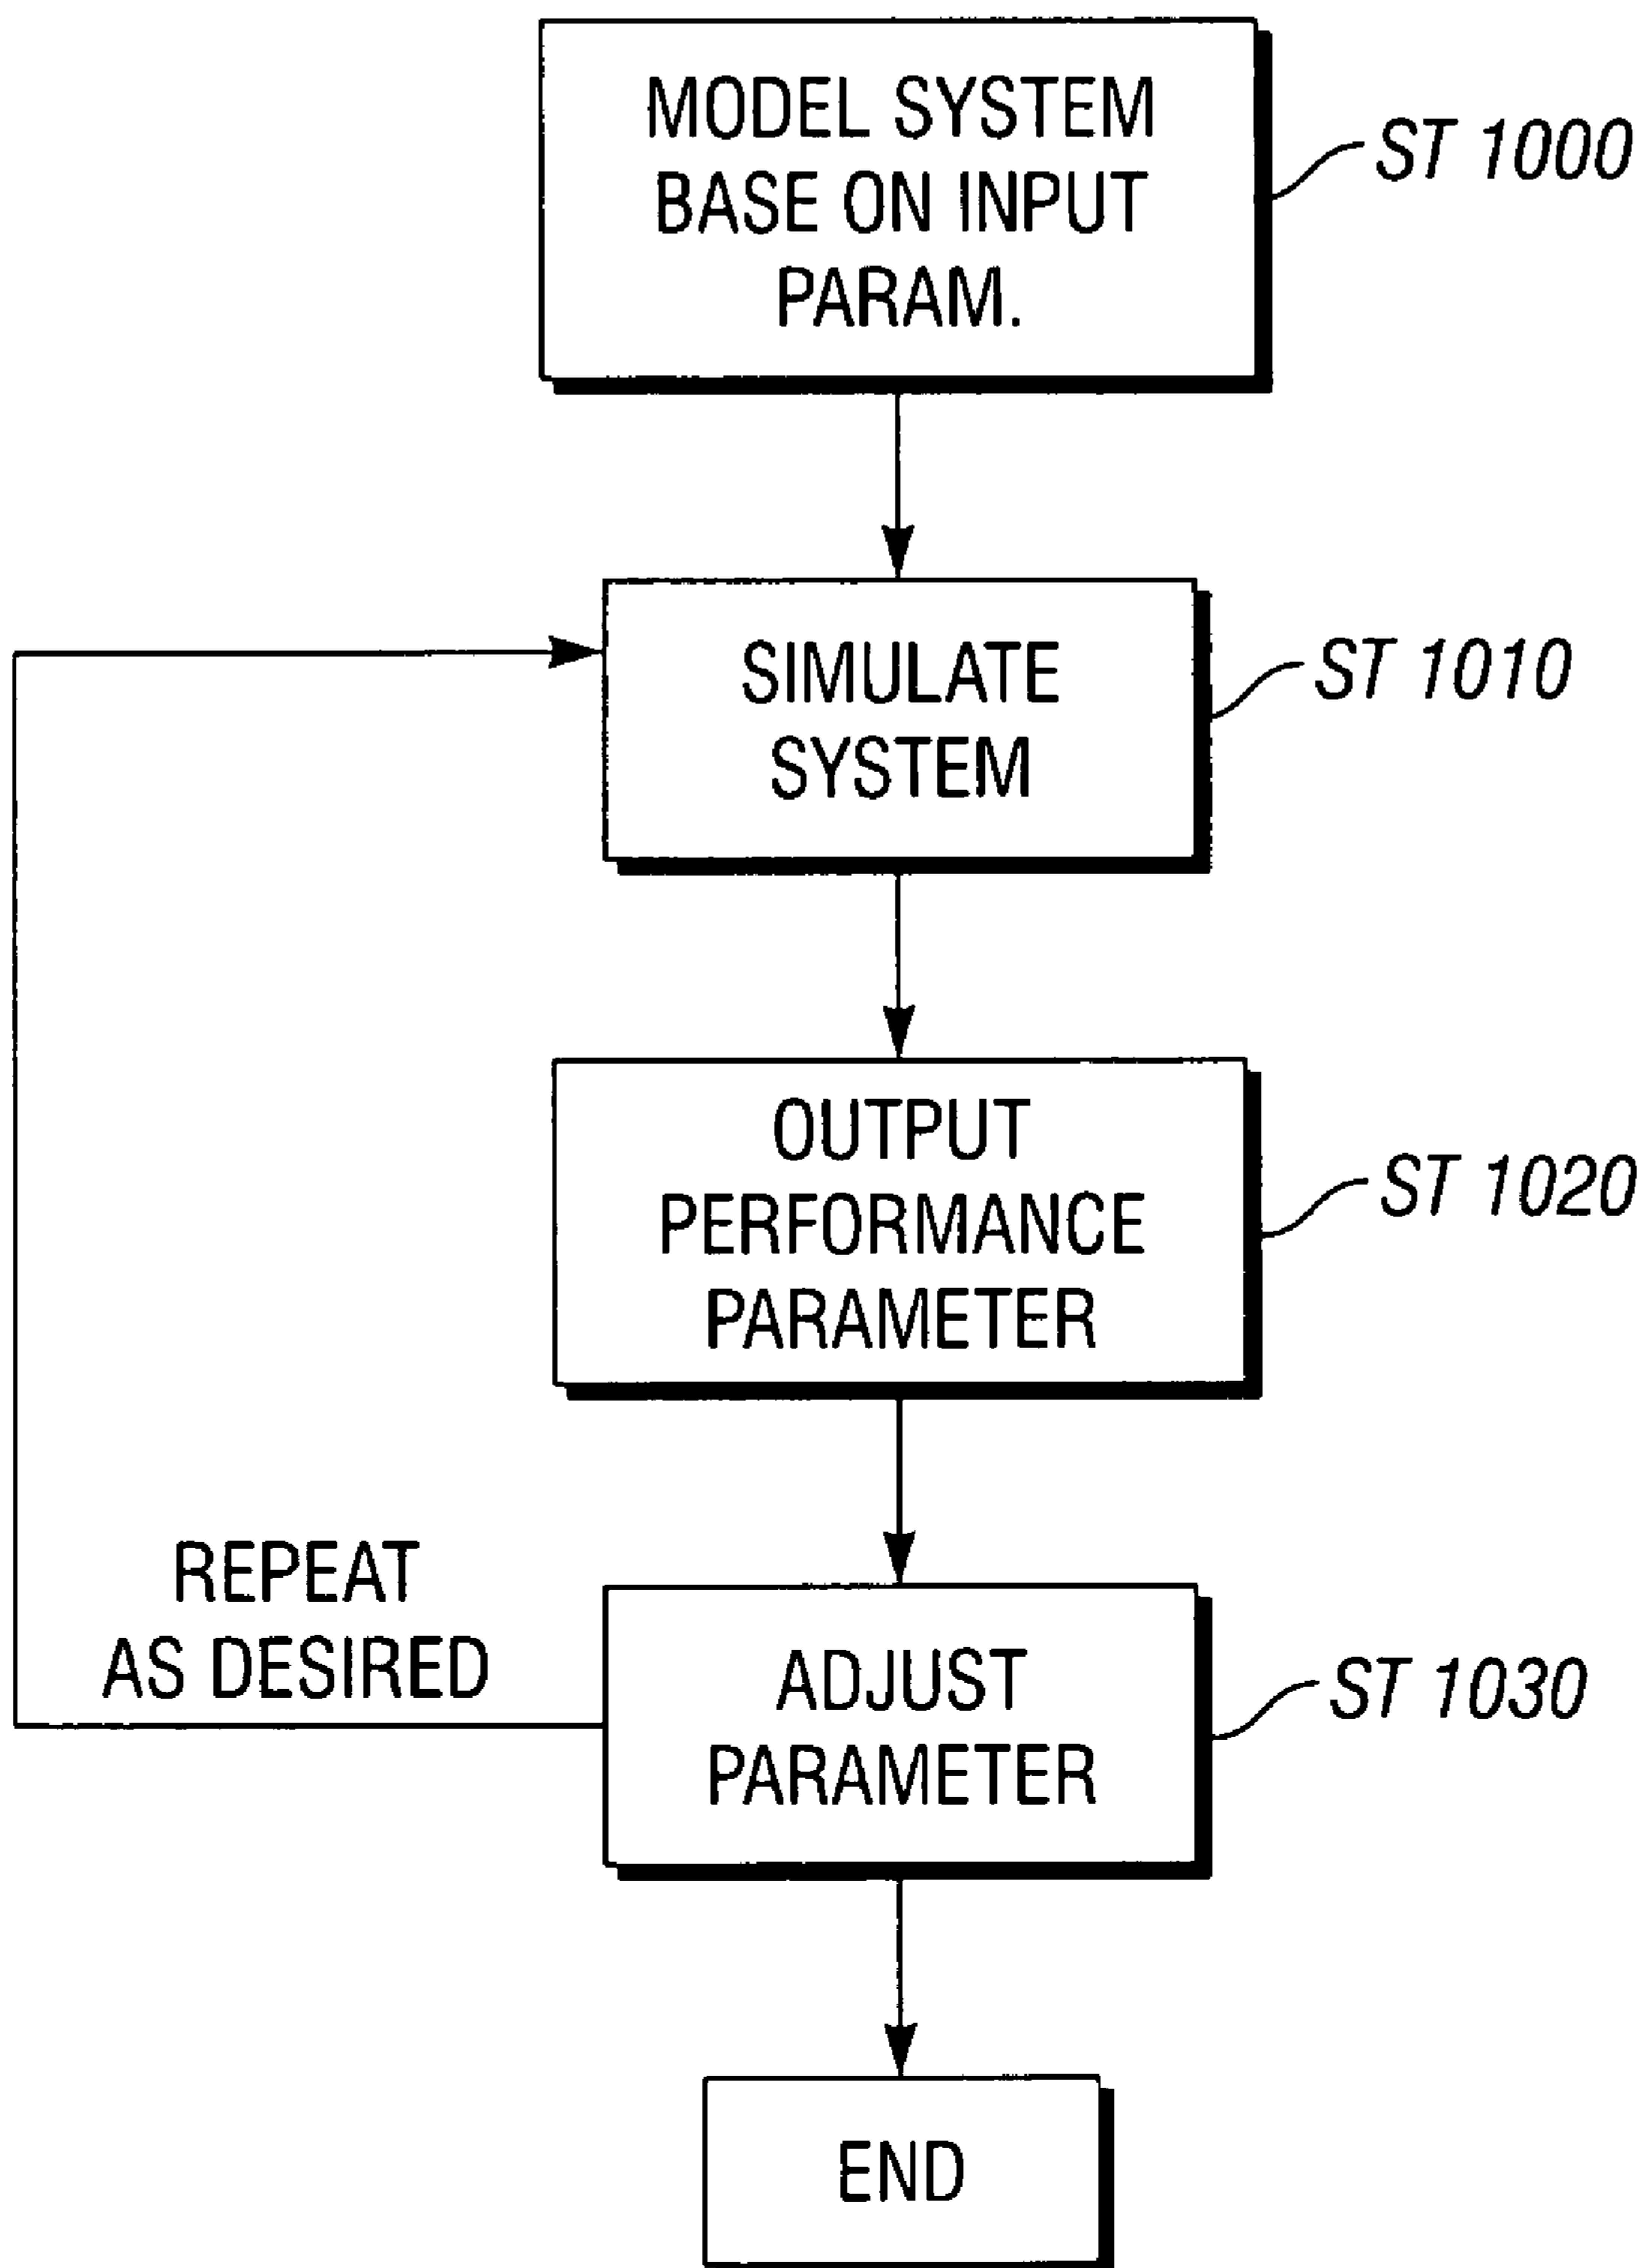 MODEL SYSTEM
BASE ON INPUT
PARAM.
ST 1000
SIMULATE
SYSTEM
ST 1010
OUTPUT
PERFORMANCE
PARAMETER
ST 1020
REPEAT
AS DESIRED
ADJUST
PARAMETER
ST 1030
END